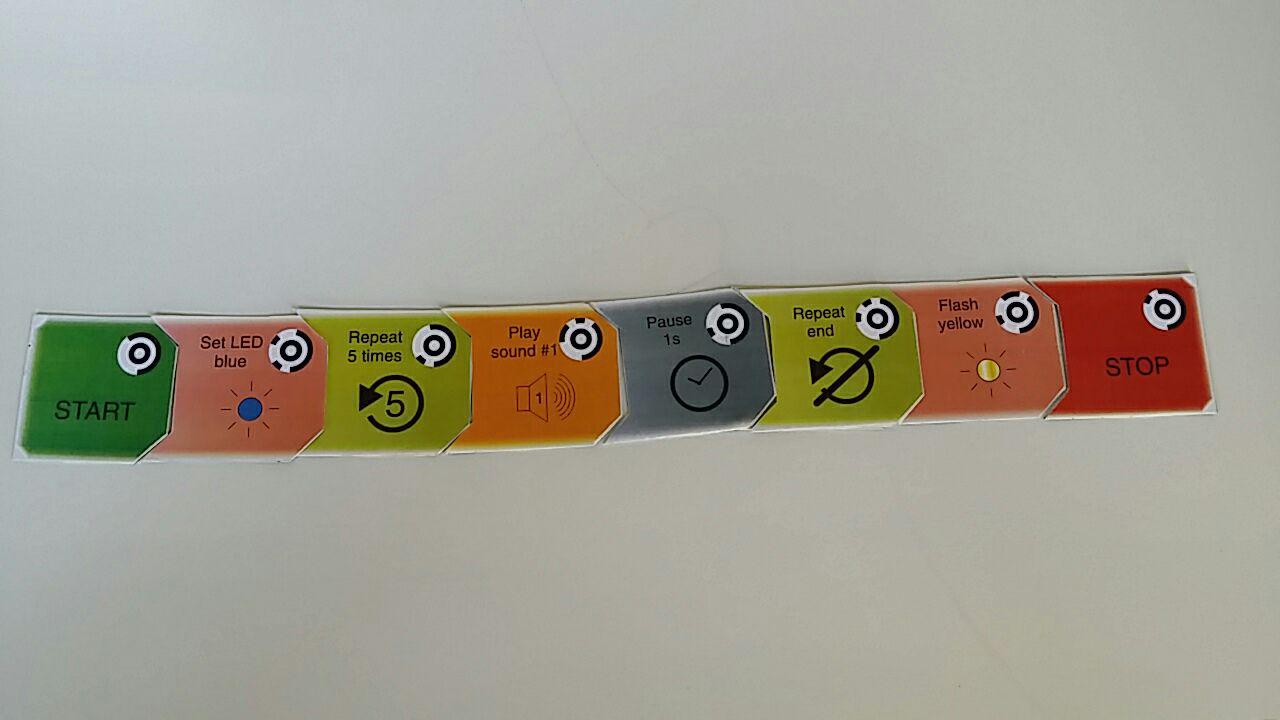 START
Set LED
blue
Repeat
5 times
5
Play
sound #1
1
Pause
1s
Repeat
end
Flash
yellow
STOP